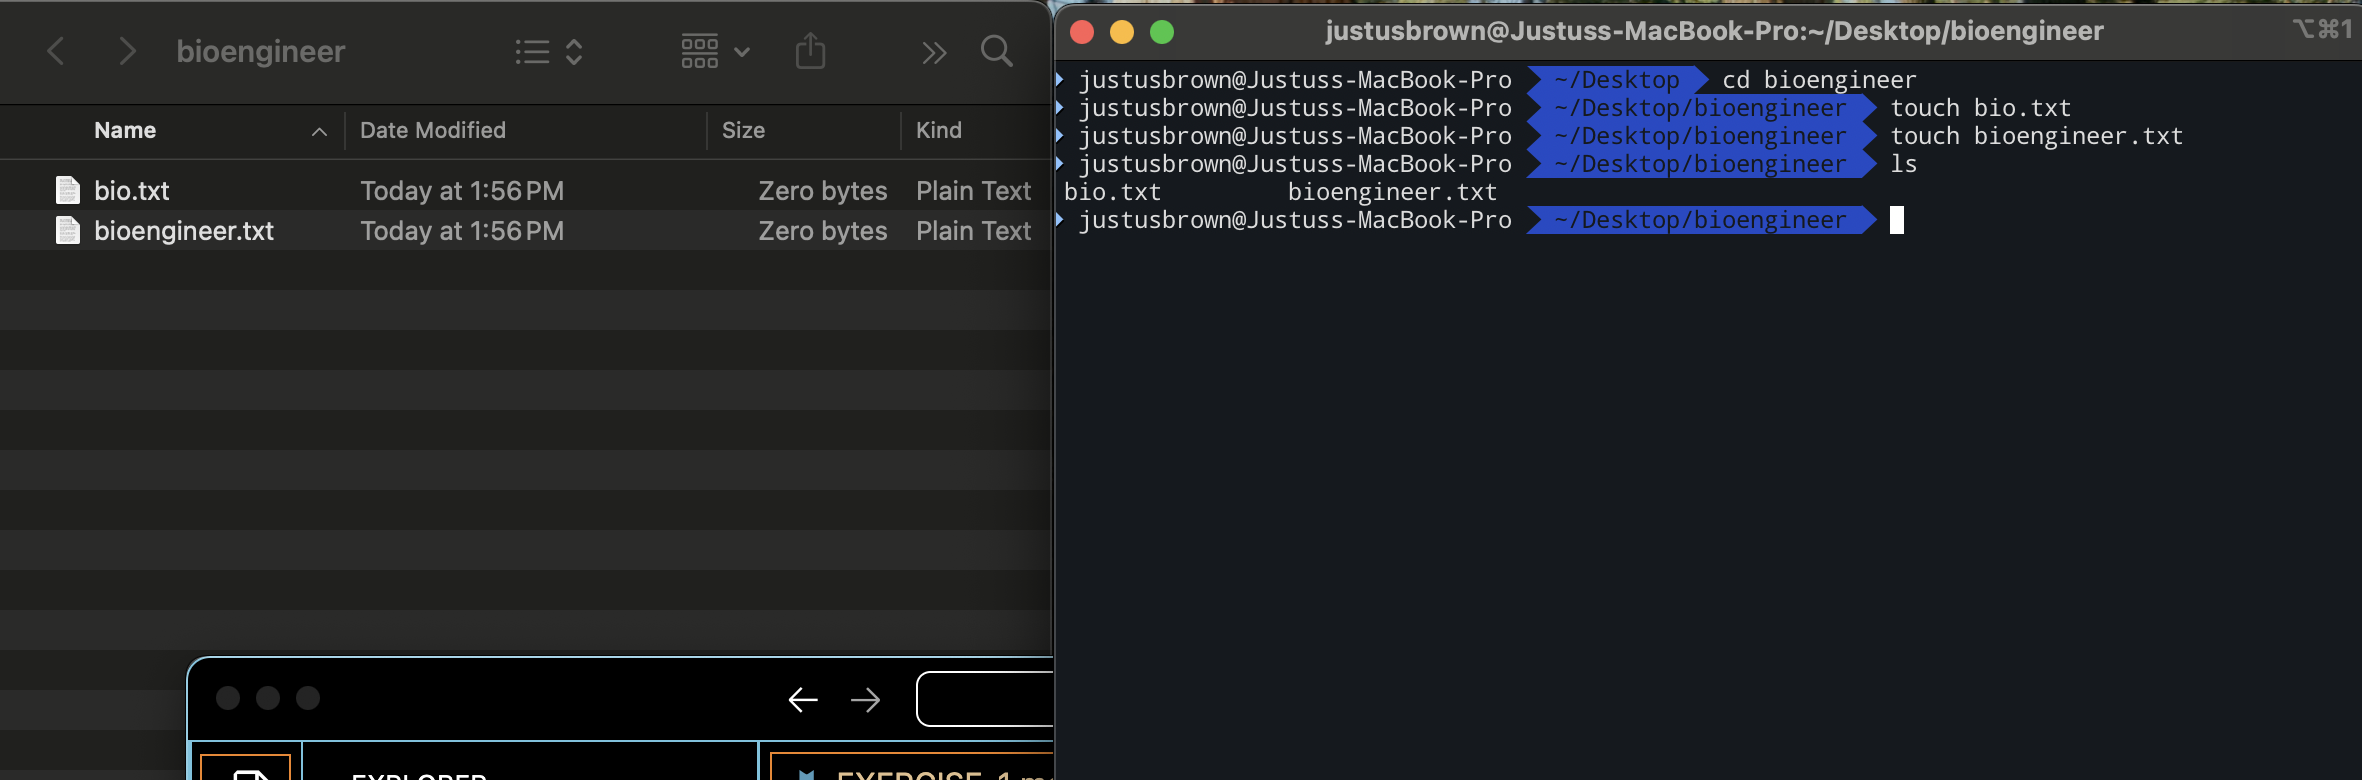 bioengineer
Name Date Modified Size Kind
bio.txt Today at 1:56 PM Zero bytes Plain Text
bioengineer.txt Today at 1:56 PM Zero bytes Plain Text
EXPLORER
EXERCISE_1
justusbrown@Justuss-MacBook-Pro:~/Desktop/bioengineer ⌥⌘1
justusbrown@Justuss-MacBook-Pro ~/Desktop cd bioengineer
justusbrown@Justuss-MacBook-Pro ~/Desktop/bioengineer touch bio.txt
justusbrown@Justuss-MacBook-Pro ~/Desktop/bioengineer touch bioengineer.txt
justusbrown@Justuss-MacBook-Pro ~/Desktop/bioengineer ls
bio.txt bioengineer.txt
justusbrown@Justuss-MacBook-Pro ~/Desktop/bioengineer